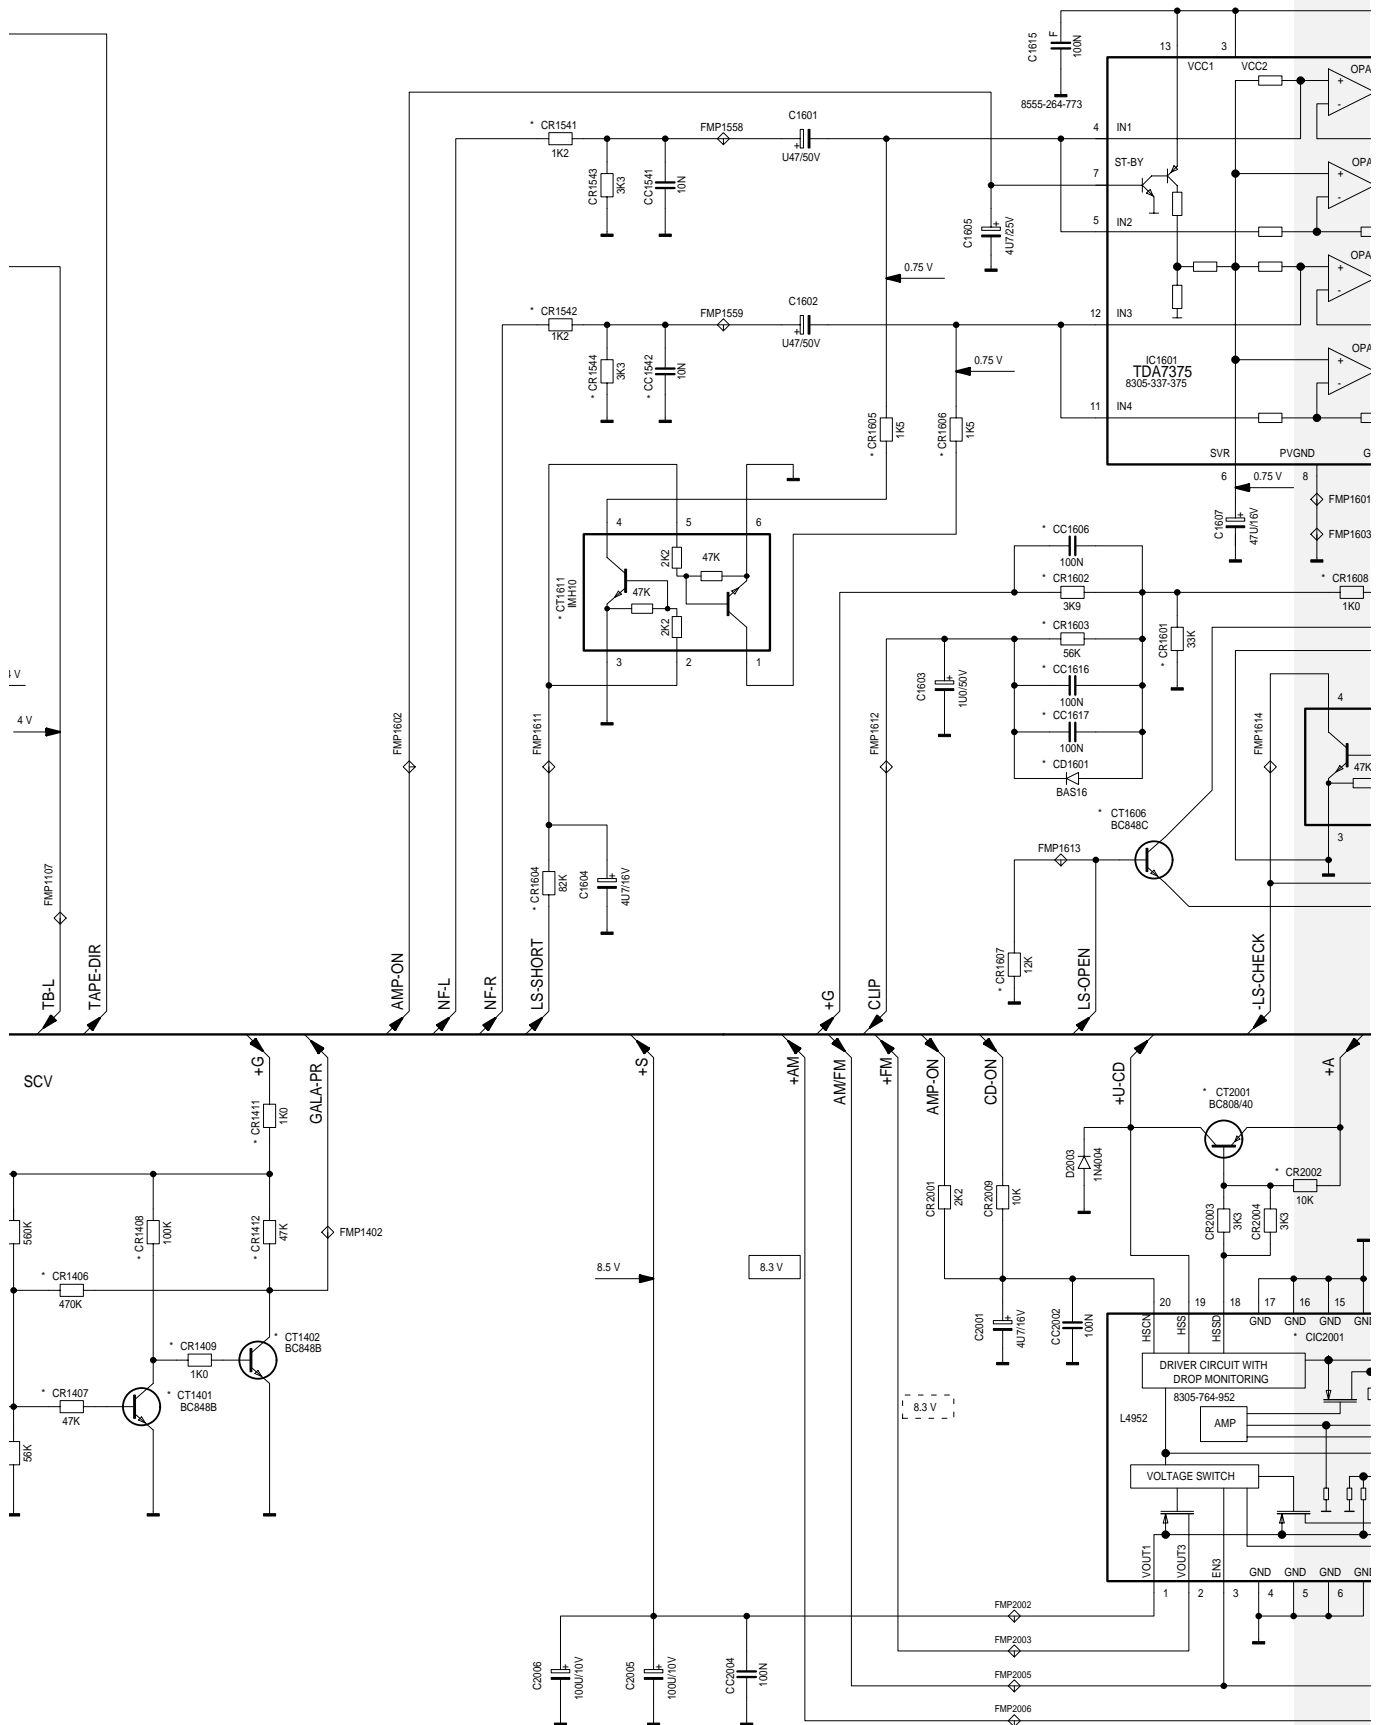 C1615
F
100N
8555-264-773
13
3
VCC1
VCC2
OPA
* CR1541
1K2
FMP1558
C1601
+
U47/50V
4
IN1
CR1543
3K3
CC1541
10N
ST-BY
7
OPA
C1605
+
4U7/25V
5
IN2
0.75 V
OPA
* CR1542
1K2
FMP1559
C1602
+
U47/50V
12
IN3
* CR1544
3K3
* CC1542
10N
0.75 V
IC1601
TDA7375
8305-337-375
OPA
11
IN4
* CR1605
1K5
* CR1606
1K5
SVR
PVGND
G
6
0.75 V
8
FMP1601
C1607
+
47U/16V
FMP1603
4
5
6
* CT1611
IMH10
2K2
47K
47K
2K2
3
2
1
* CC1606
100N
* CR1602
3K9
* CR1603
56K
* CC1616
100N
* CC1617
100N
* CD1601
BAS16
C1603
+
1U0/50V
* CR1601
33K
* CR1608
1K0
4 V
FMP1602
FMP1611
FMP1612
FMP1614
4
47K
3
* CT1606
BC848C
FMP1613
FMP1107
* CR1604
82K
C1604
+
4U7/16V
* CR1607
12K
TB-L
TAPE-DIR
AMP-ON
NF-L
NF-R
LS-SHORT
+G
CLIP
LS-OPEN
-LS-CHECK
SCV
+G
GALA-PR
+S
+AM
AM/FM
+FM
AMP-ON
CD-ON
+U-CD
+A
* CR1411
1K0
* CT2001
BC808/40
D2003
1N4004
* CR2002
10K
CR2001
2K2
CR2009
10K
CR2003
3K3
CR2004
3K3
560K
* CR1408
100K
* CR1412
47K
FMP1402
8.5 V
8.3 V
* CR1406
470K
20
19
18
17
16
15
HSCN
HSS
HSSD
GND
GND
GND
GND
* CIC2001
C2001
+
4U7/16V
CC2002
100N
* CR1409
1K0
* CT1402
BC848B
DRIVER CIRCUIT WITH
DROP MONITORING
8305-764-952
* CR1407
47K
* CT1401
BC848B
8.3 V
L4952
AMP
56K
VOLTAGE SWITCH
VOUT1
VOUT3
EN3
GND
GND
GND
GND
1
2
3
4
5
6
FMP2002
FMP2003
FMP2005
FMP2006
C2006
+
100U/10V
C2005
+
100U/10V
CC2004
100N